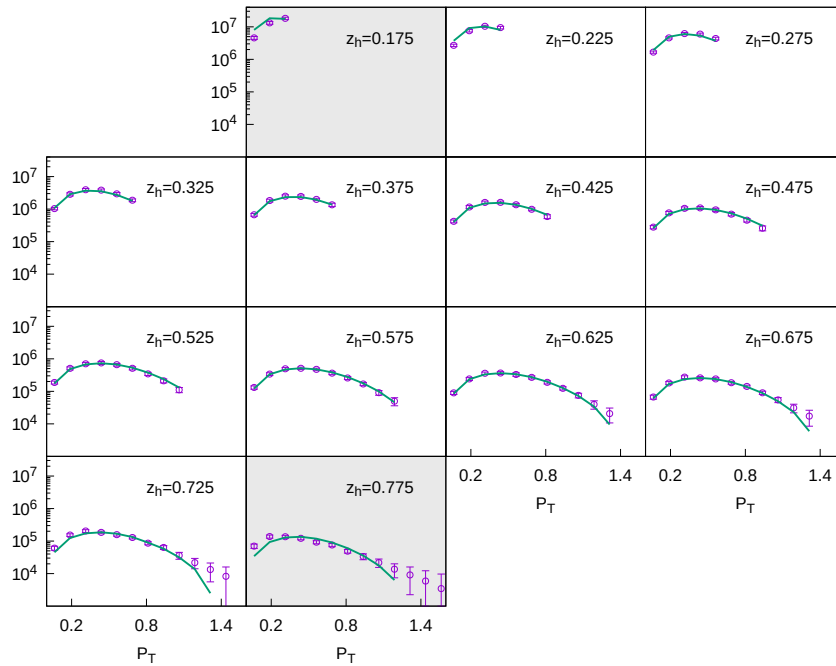 10^7
10^6
10^5
10^4
z_h=0.175
z_h=0.225
z_h=0.275
10^7
10^6
10^5
10^4
z_h=0.325
z_h=0.375
z_h=0.425
z_h=0.475
10^7
10^6
10^5
10^4
z_h=0.525
z_h=0.575
z_h=0.625
z_h=0.675
10^7
10^6
10^5
10^4
z_h=0.725
z_h=0.775
0.2 0.8 1.4
P_T
0.2 0.8 1.4
P_T
0.2 0.8 1.4
P_T
0.2 0.8 1.4
P_T